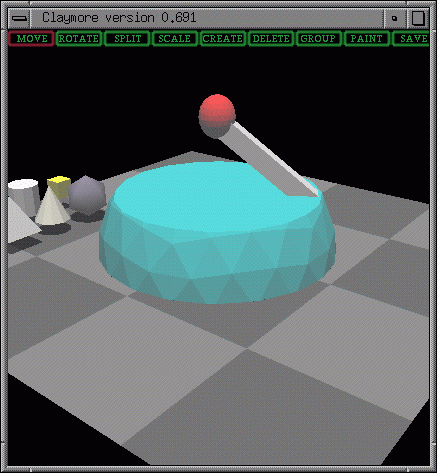 Claymore version 0.691
MOVE ROTATE SPLIT SCALE CREATE DELETE GROUP PAINT SAVE